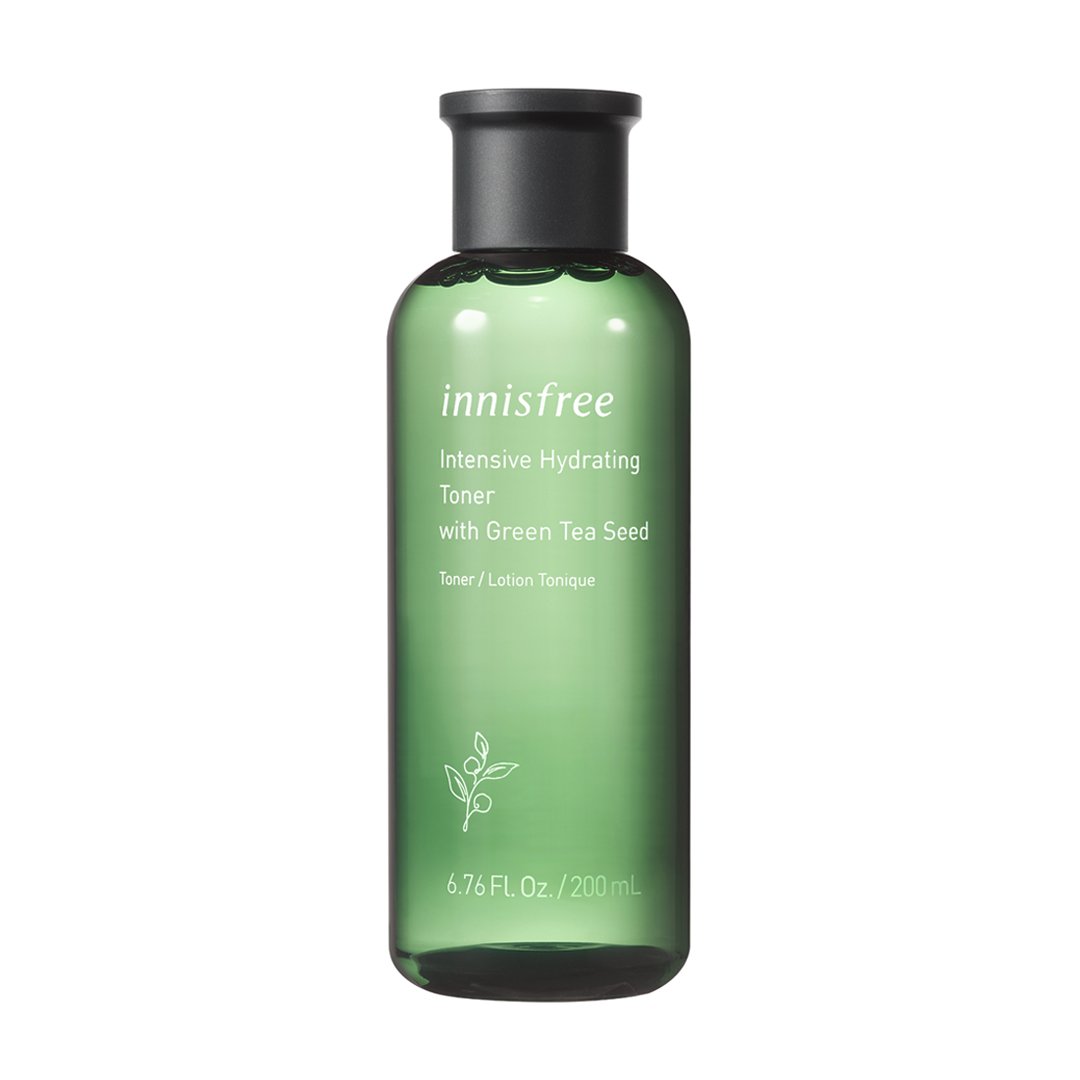 innisfree
Intensive Hydrating
Toner
with Green Tea Seed
Toner / Lotion Tonique
6.76 Fl. Oz. / 200 mL